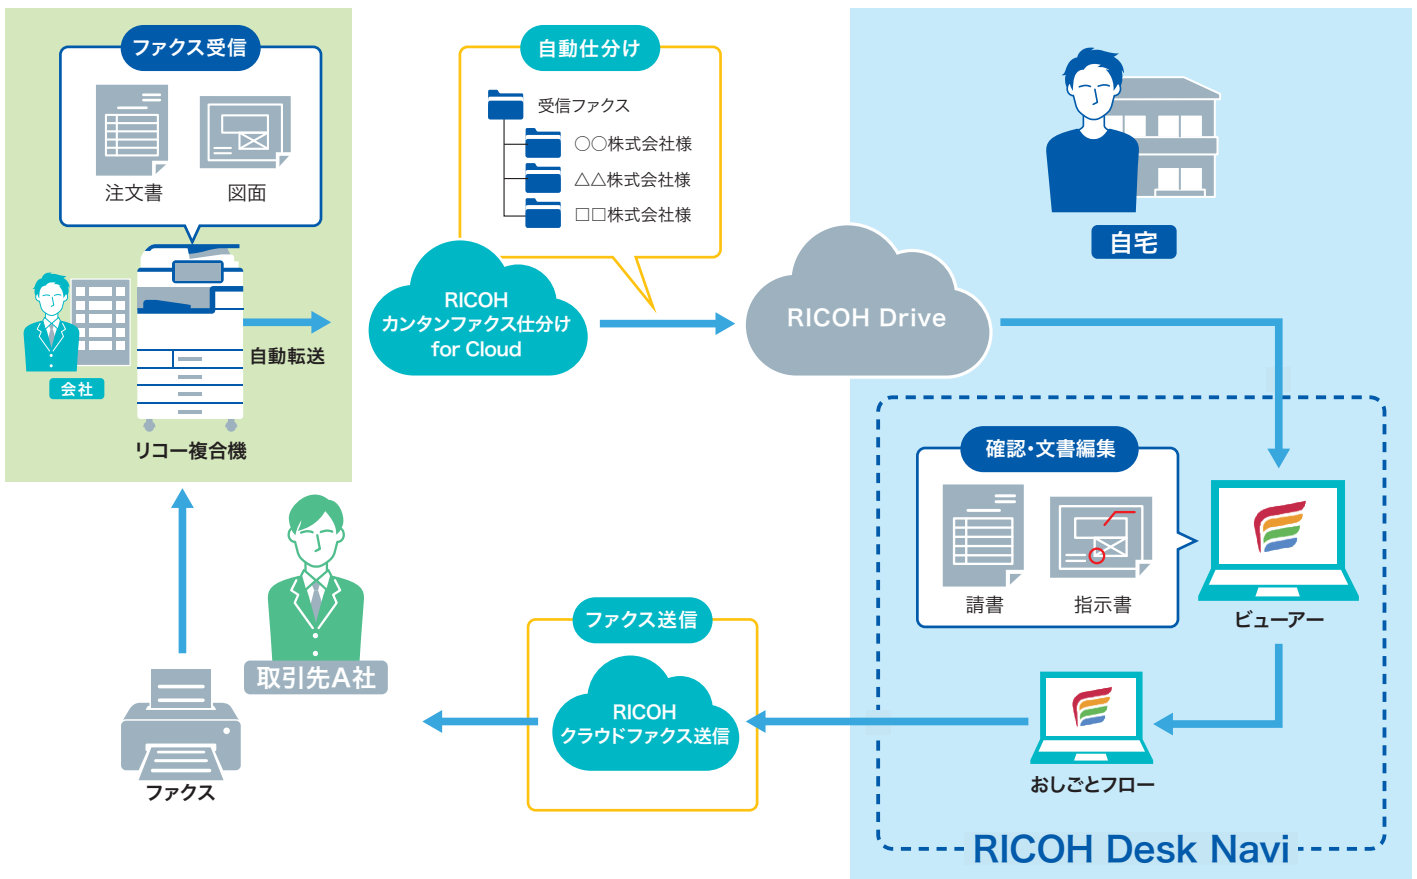 ファクス受信
注文書
図面
会社
自動転送
リコー複合機
自動仕分け
受信ファクス
〇〇株式会社様
△△株式会社様
□□株式会社様
RICOH
カンタンファクス仕分け
for Cloud
RICOH Drive
自宅
確認・文書編集
請書
指示書
ビューアー
おしごとフロー
RICOH Desk Navi
ファクス送信
RICOH
クラウドファクス送信
取引先A社
ファクス